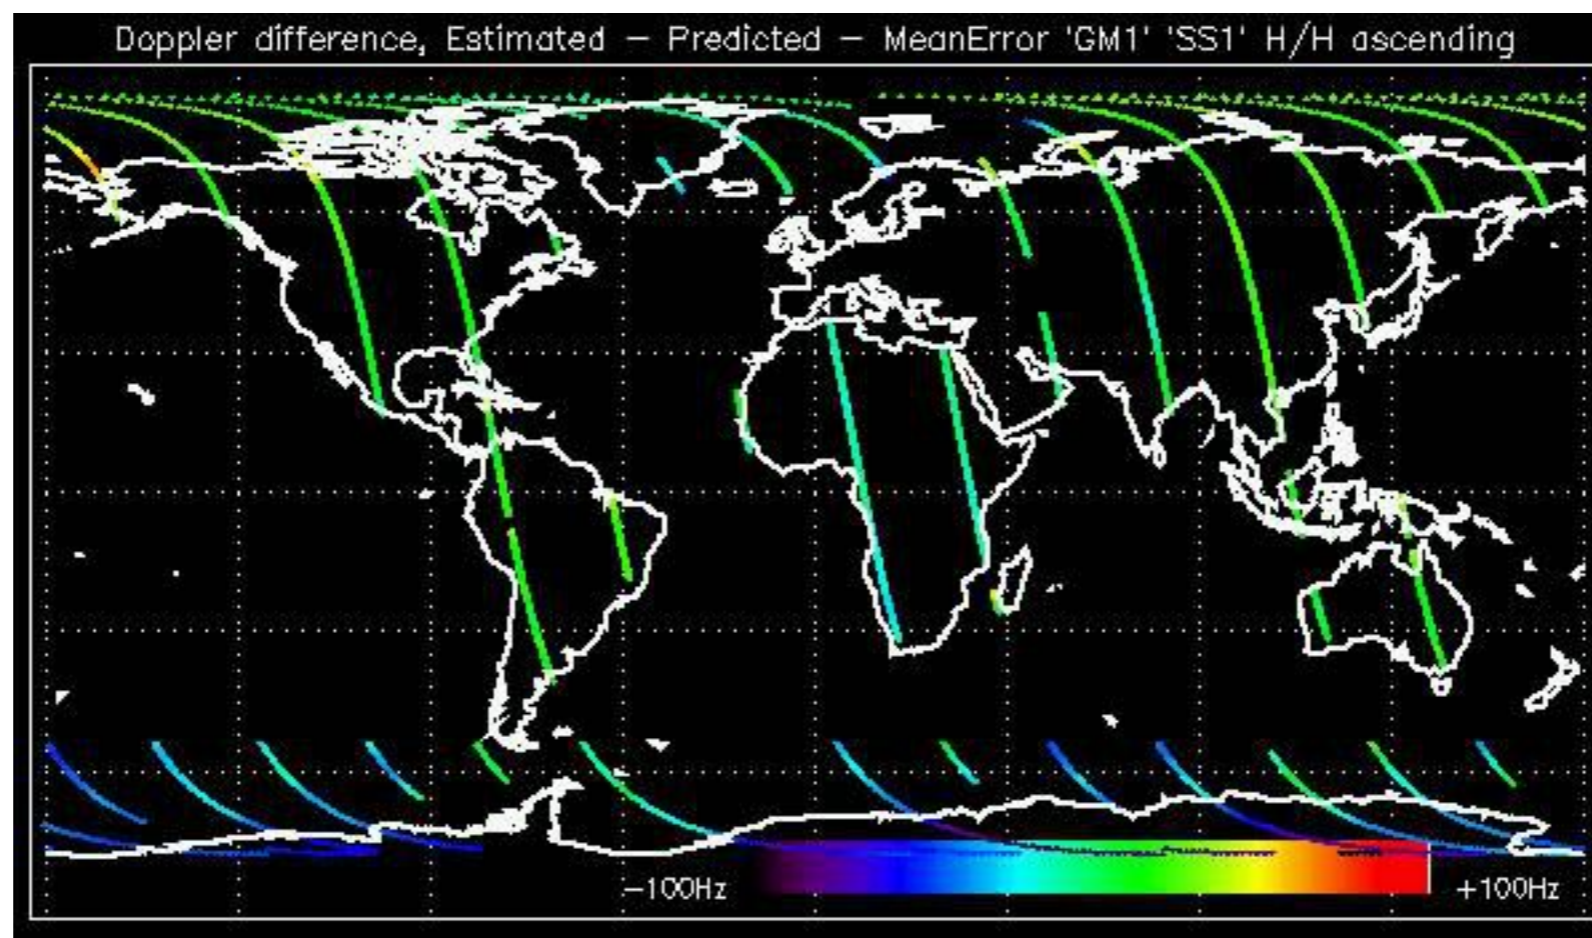 Doppler difference, Estimated – Predicted – MeanError 'GM1' 'SS1' H/H ascending
–100Hz +100Hz